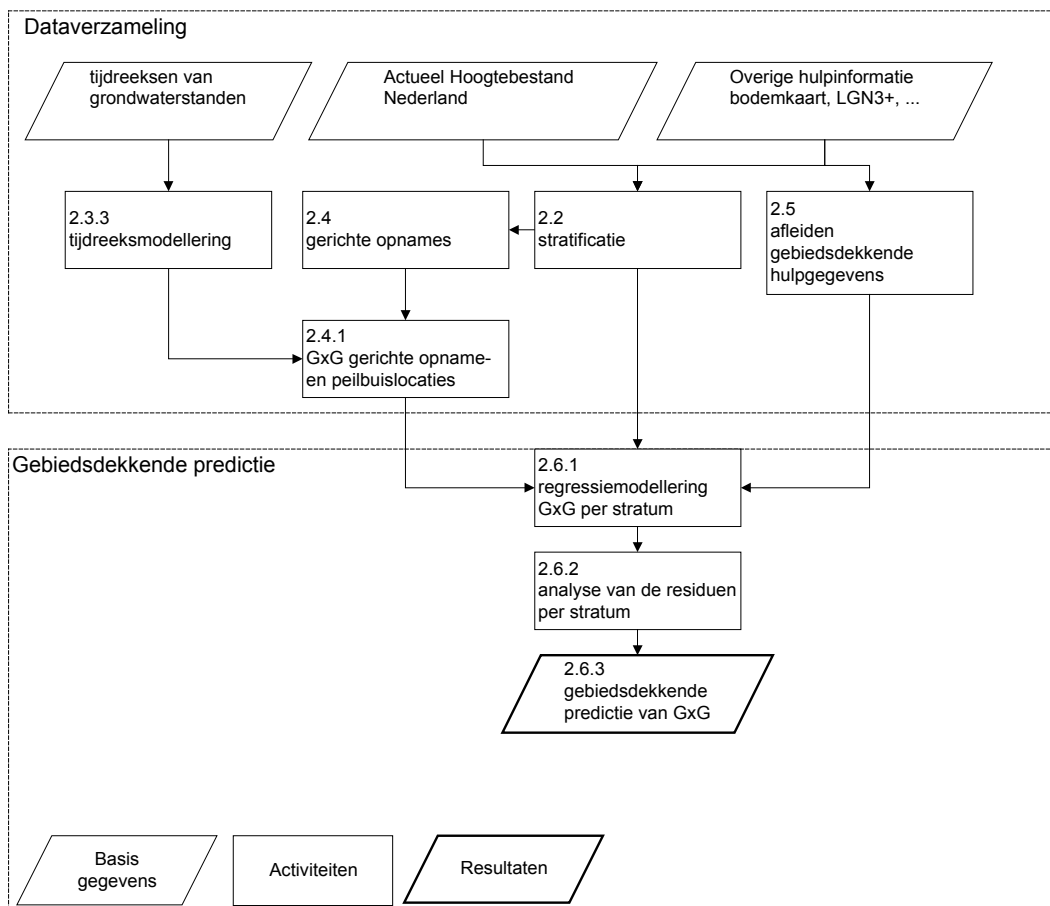 Dataverzameling
tijdreeksen van
grondwaterstanden
Actueel Hoogtebestand
Nederland
Overige hulpinformatie
bodemkaart, LGN3+, ...
2.3.3
tijdreeksmodellering
2.4
gerichte opnames
2.2
stratificatie
2.5
afleiden
gebiedsdekkende
hulpgegevens
2.4.1
GxG gerichte opname-
en peilbuislocaties
Gebiedsdekkende predictie
2.6.1
regressiemodellering
GxG per stratum
2.6.2
analyse van de residuen
per stratum
2.6.3
gebiedsdekkende
predictie van GxG
Basis
gegevens
Activiteiten
Resultaten